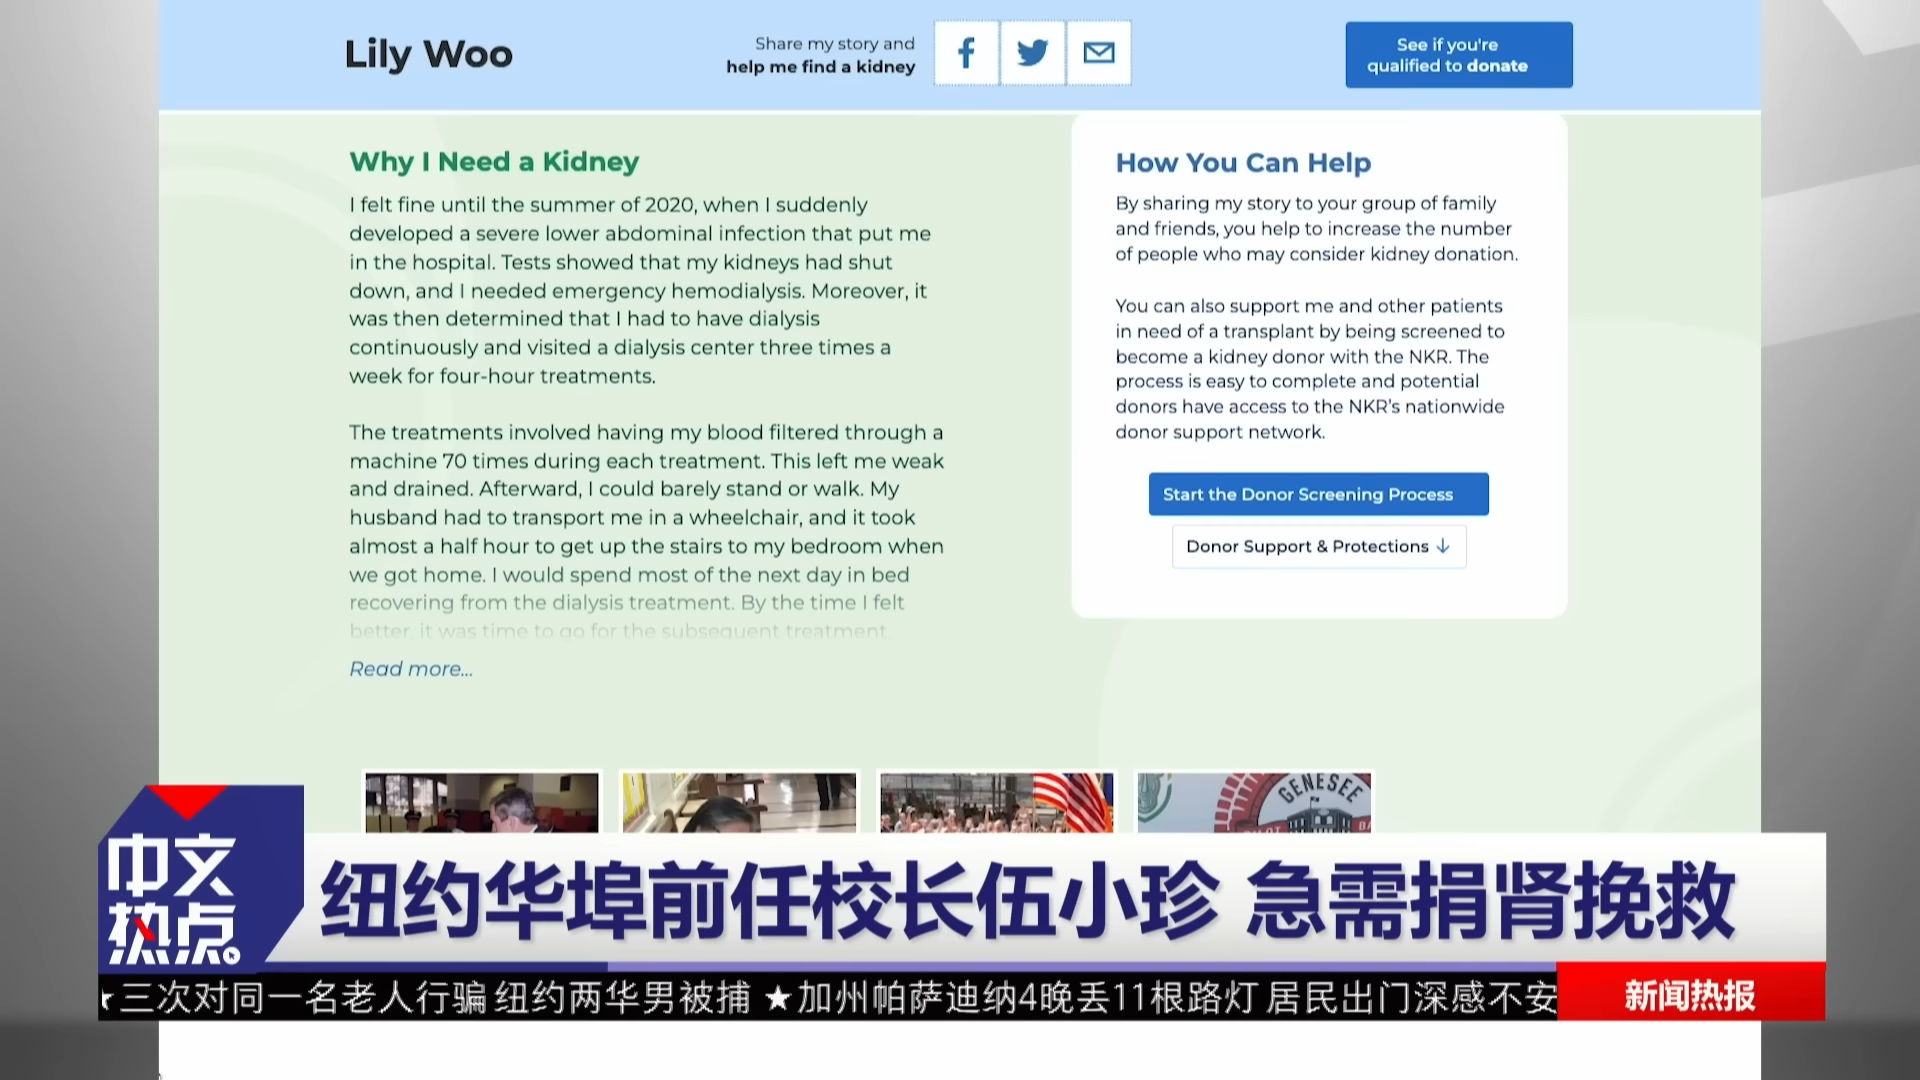 Lily Woo
Share my story and
help me find a kidney
See if you're
qualified to donate
Why I Need a Kidney
I felt fine until the summer of 2020, when I suddenly
developed a severe lower abdominal infection that put me
in the hospital. Tests showed that my kidneys had shut
down, and I needed emergency hemodialysis. Moreover, it
was then determined that I had to have dialysis
continuously and visited a dialysis center three times a
week for four-hour treatments.
The treatments involved having my blood filtered through a
machine 70 times during each treatment. This left me weak
and drained. Afterward, I could barely stand or walk. My
husband had to transport me in a wheelchair, and it took
almost a half hour to get up the stairs to my bedroom when
we got home. I would spend most of the next day in bed
recovering from the dialysis treatment. By the time I felt
better, it was time to go for the subsequent treatment.
Read more...
How You Can Help
By sharing my story to your group of family
and friends, you help to increase the number
of people who may consider kidney donation.
You can also support me and other patients
in need of a transplant by being screened to
become a kidney donor with the NKR. The
process is easy to complete and potential
donors have access to the NKR's nationwide
donor support network.
Start the Donor Screening Process
Donor Support & Protections ↓
GENESEE
中文
热点
纽约华埠前任校长伍小珍 急需捐肾挽救
★三次对同一名老人行骗 纽约两华男被捕 ★加州帕萨迪纳4晚丢11根路灯 居民出门深感不安
新闻热报